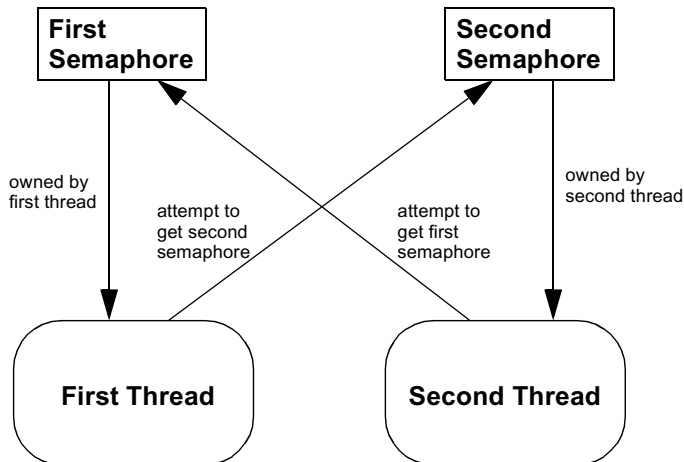 First
Semaphore
Second
Semaphore
owned by
first thread
attempt to
get second
semaphore
attempt to
get first
semaphore
owned by
second thread
First Thread
Second Thread